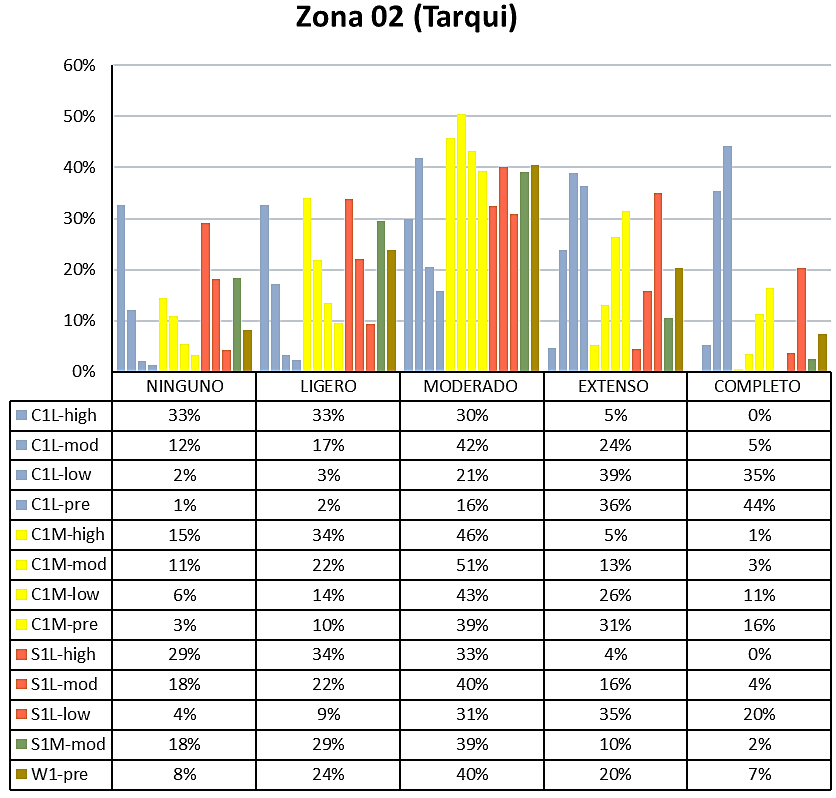 Zona 02 (Tarqui)
60%
50%
40%
30%
20%
10%
0%
NINGUNO LIGERO MODERADO EXTENSO COMPLETO
C1L-high 33% 33% 30% 5% 0%
C1L-mod 12% 17% 42% 24% 5%
C1L-low 2% 3% 21% 39% 35%
C1L-pre 1% 2% 16% 36% 44%
C1M-high 15% 34% 46% 5% 1%
C1M-mod 11% 22% 51% 13% 3%
C1M-low 6% 14% 43% 26% 11%
C1M-pre 3% 10% 39% 31% 16%
S1L-high 29% 34% 33% 4% 0%
S1L-mod 18% 22% 40% 16% 4%
S1L-low 4% 9% 31% 35% 20%
S1M-mod 18% 29% 39% 10% 2%
W1-pre 8% 24% 40% 20% 7%